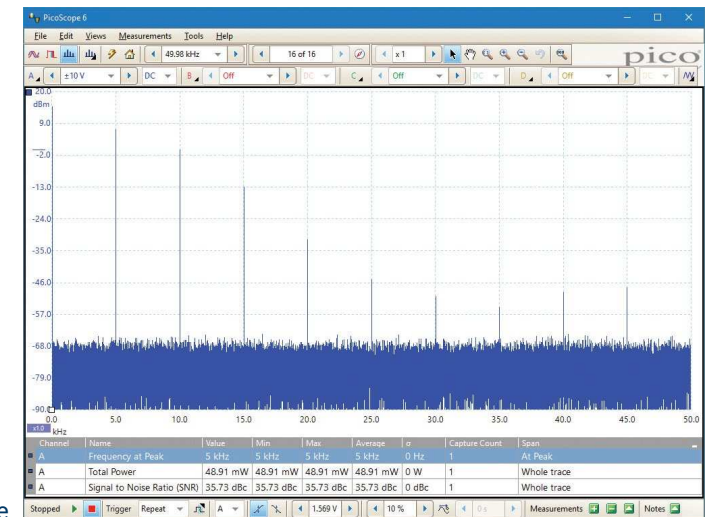 PicoScope 6
File Edit Views Measurements Tools Help
49.98 kHz 16 of 16 x 1
pico
A ±10 V DC B Off DC C Off DC D Off DC
20.0
dBm
9.0
-2.0
-13.0
-24.0
-35.0
-46.0
-57.0
-68.0
-79.0
-90.0
0.0 5.0 10.0 15.0 20.0 25.0 30.0 35.0 40.0 45.0 50.0
x1.0 kHz
Channel Name Value Min Max Average σ Capture Count Span
A Frequency at Peak 5 kHz 5 kHz 5 kHz 5 kHz 0 Hz 1 At Peak
A Total Power 48.91 mW 48.91 mW 48.91 mW 48.91 mW 0 W 1 Whole trace
A Signal to Noise Ratio (SNR) 35.73 dBc 35.73 dBc 35.73 dBc 35.73 dBc 0 dBc 1 Whole trace
Stopped Trigger Repeat A 1.569 V 10 % 0 s Measurements Notes
e